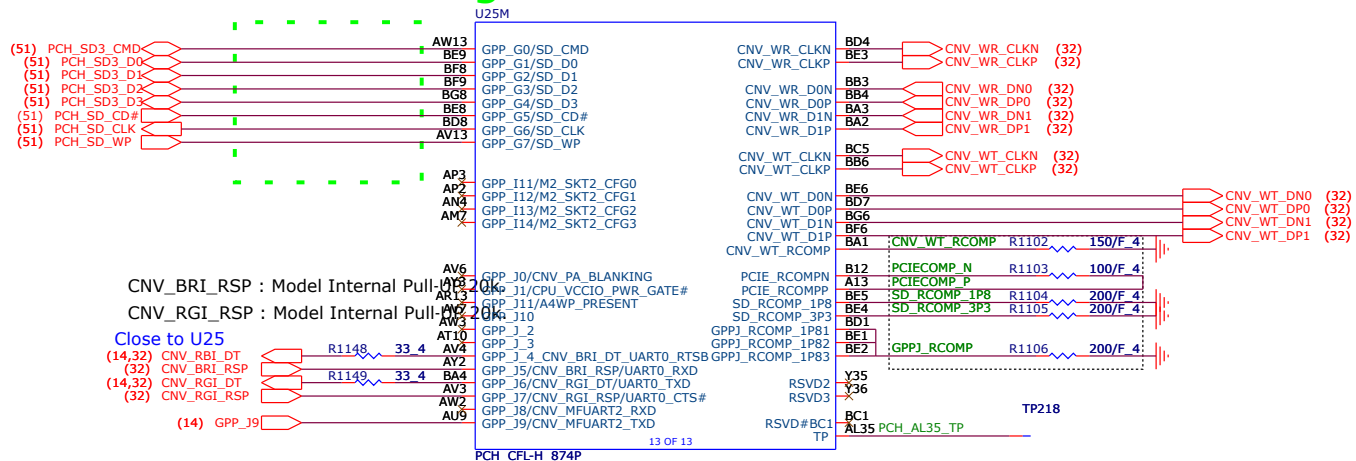 U25M
(51) PCH_SD3_CMD AW13 GPP_G0/SD_CMD CNV_WR_CLKN BD4 CNV_WR_CLKN (32)
(51) PCH_SD3_D0 BE9 GPP_G1/SD_D0 CNV_WR_CLKP BE3 CNV_WR_CLKP (32)
(51) PCH_SD3_D1 BF8 GPP_G2/SD_D1
(51) PCH_SD3_D2 BF9 GPP_G3/SD_D2 CNV_WR_D0N BB3 CNV_WR_DN0 (32)
(51) PCH_SD3_D3 BG8 GPP_G4/SD_D3 CNV_WR_D0P BB4 CNV_WR_DP0 (32)
(51) PCH_SD_CD# BE8 GPP_G5/SD_CD# CNV_WR_D1N BA3 CNV_WR_DN1 (32)
(51) PCH_SD_CLK BD8 GPP_G6/SD_CLK CNV_WR_D1P BA2 CNV_WR_DP1 (32)
(51) PCH_SD_WP AV13 GPP_G7/SD_WP
CNV_WT_CLKN BC5 CNV_WT_CLKN (32)
CNV_WT_CLKP BB6 CNV_WT_CLKP (32)
AP3 GPP_I11/M2_SKT2_CFG0
AP2 GPP_I12/M2_SKT2_CFG1 CNV_WT_D0N BE6 CNV_WT_DN0 (32)
AN4 GPP_I13/M2_SKT2_CFG2 CNV_WT_D0P BD7 CNV_WT_DP0 (32)
AM7 GPP_I14/M2_SKT2_CFG3 CNV_WT_D1N BG6 CNV_WT_DN1 (32)
CNV_WT_D1P BF6 CNV_WT_DP1 (32)
CNV_WT_RCOMP BA1 CNV_WT_RCOMP R1102 150/F_4
AV6 GPP_J0/CNV_PA_BLANKING PCIE_RCOMPN B12 PCIECOMP_N R1103 100/F_4
CNV_BRI_RSP : Model Internal Pull-UP 20k.
AY3 GPP_J1/CPU_VCCIO_PWR_GATE# PCIE_RCOMPP A13 PCIECOMP_P
AR13 GPP_J11/A4WP_PRESENT SD_RCOMP_1P8 BE5 SD_RCOMP_1P8 R1104 200/F_4
CNV_RGI_RSP : Model Internal Pull-UP 20k.
GPP_J10 SD_RCOMP_3P3 BE4 SD_RCOMP_3P3 R1105 200/F_4
AW3 GPP_J_2 GPPJ_RCOMP_1P81 BD1
Close to U25
AT10 GPP_J_3 GPPJ_RCOMP_1P82 BE1
(14,32) CNV_RBI_DT R1148 33_4 AV4 GPP_J_4_CNV_BRI_DT_UART0_RTSB GPPJ_RCOMP_1P83 BE2 GPPJ_RCOMP R1106 200/F_4
(32) CNV_BRI_RSP AY2 GPP_J5/CNV_BRI_RSP/UART0_RXD
(14,32) CNV_RGI_DT R1149 33_4 BA4 GPP_J6/CNV_RGI_DT/UART0_TXD RSVD2 Y35
(32) CNV_RGI_RSP AV3 GPP_J7/CNV_RGI_RSP/UART0_CTS# RSVD3 Y36
AW2 GPP_J8/CNV_MFUART2_RXD
TP218
(14) GPP_J9 AU9 GPP_J9/CNV_MFUART2_TXD RSVD#BC1 BC1
TP AL35 PCH_AL35_TP
13 OF 13
PCH_CFL-H_874P